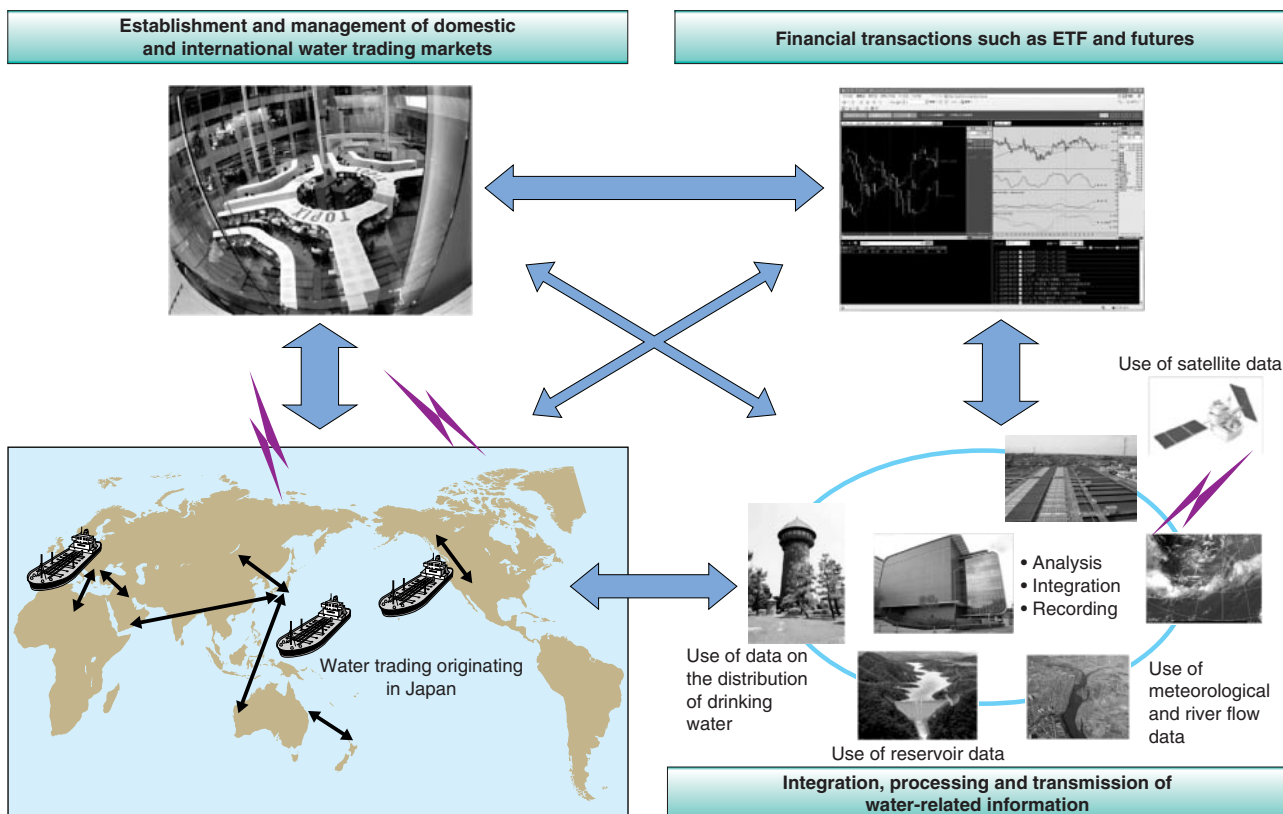 Establishment and management of domestic
and international water trading markets
Financial transactions such as ETF and futures
TOPIX
Use of satellite data
• Analysis
• Integration
• Recording
Water trading originating
in Japan
Use of data on
the distribution
of drinking
water
Use of reservoir data
Use of
meteorological
and river flow
data
Integration, processing and transmission of
water-related information